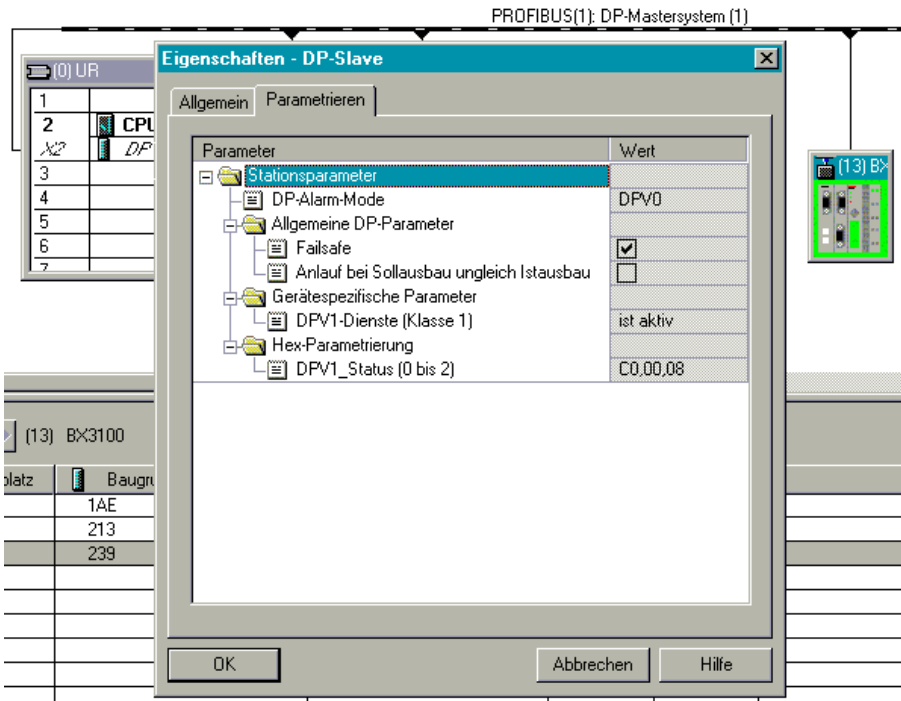 PROFIBUS(1): DP-Mastersystem (1)
(0) UR
1
2 CPU
X2 DP
3
4
5
6
7
(13) BX
Eigenschaften - DP-Slave
Allgemein Parametrieren
Parameter Wert
Stationsparameter
DP-Alarm-Mode DPV0
Allgemeine DP-Parameter
Failsafe
Anlauf bei Sollausbau ungleich Istausbau
Gerätespezifische Parameter
DPV1-Dienste (Klasse 1) ist aktiv
Hex-Parametrierung
DPV1_Status (0 bis 2) C0,00,08
OK Abbrechen Hilfe
(13) BX3100
platz Baugru
1AE
213
239